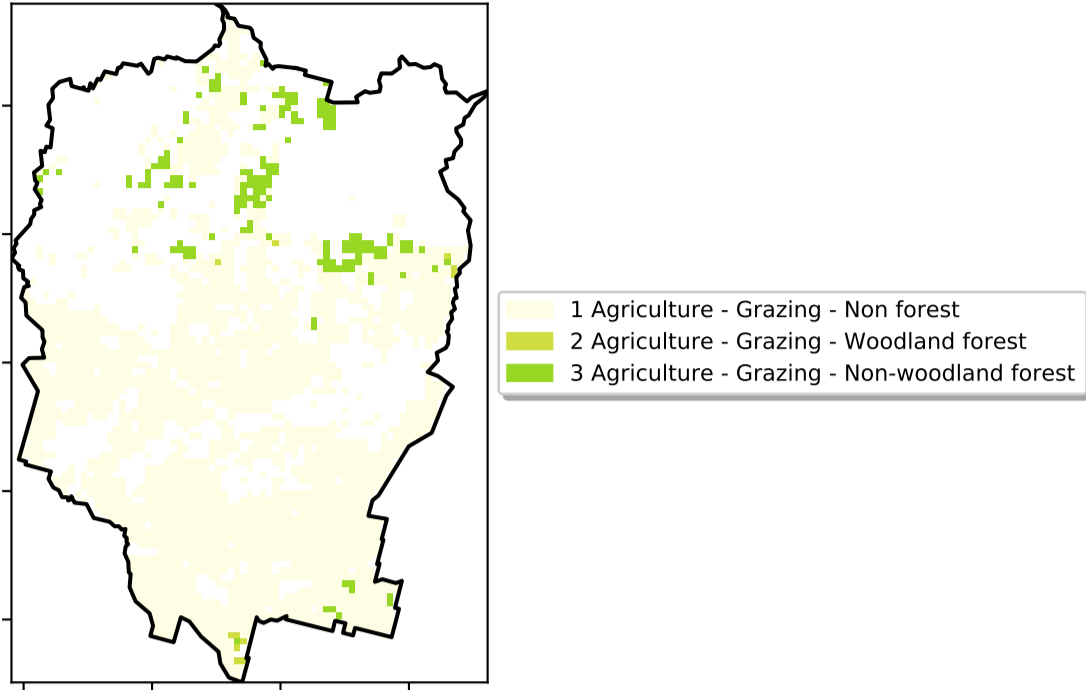 1 Agriculture - Grazing - Non forest
2 Agriculture - Grazing - Woodland forest
3 Agriculture - Grazing - Non-woodland forest